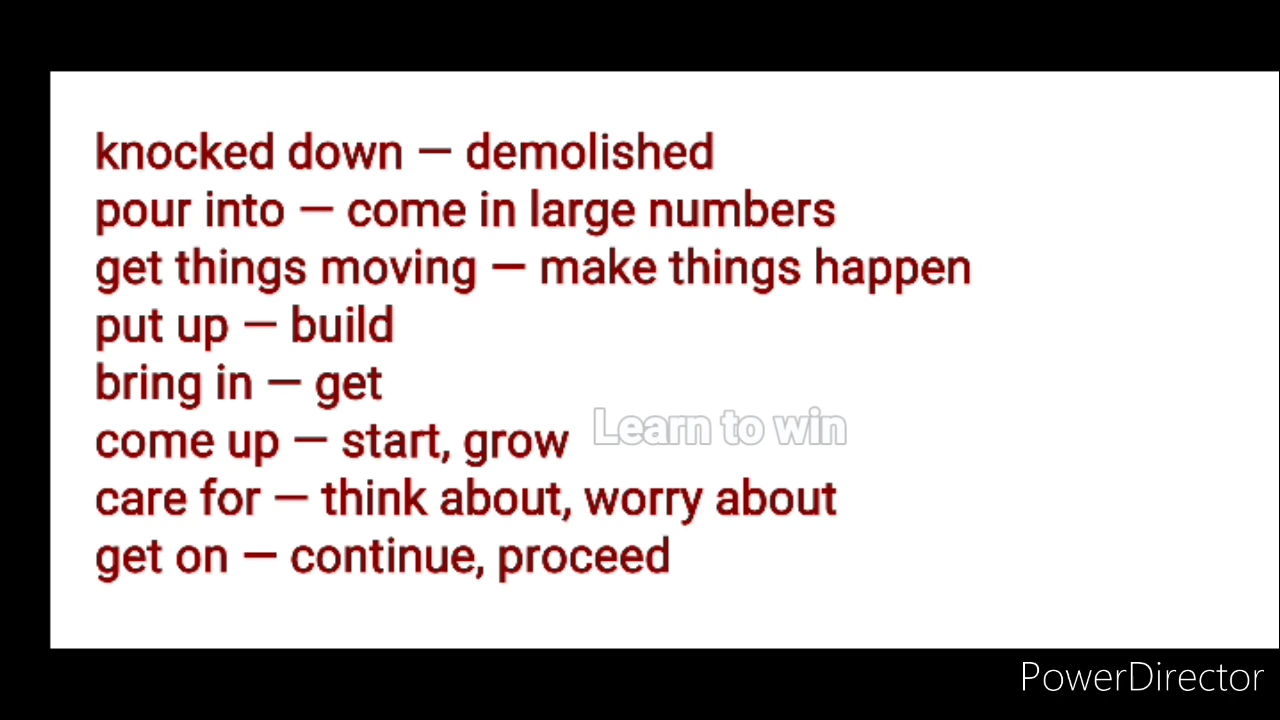 knocked down — demolished
pour into — come in large numbers
get things moving — make things happen
put up — build
bring in — get
come up — start, grow
Learn to win
care for — think about, worry about
get on — continue, proceed
PowerDirector